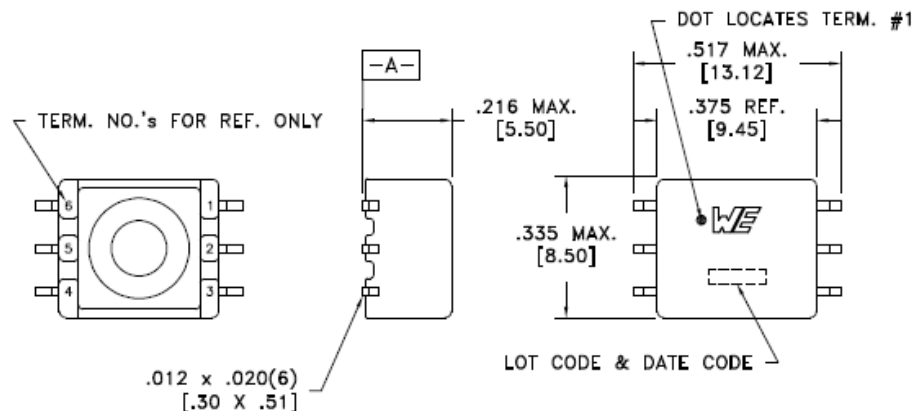 DOT LOCATES TERM. #1
.517 MAX.
[13.12]
-A-
.375 REF.
[9.45]
.216 MAX.
[5.50]
TERM. NO.'s FOR REF. ONLY
6
1
5
2
4
3
WE
.335 MAX.
[8.50]
LOT CODE & DATE CODE
.012 x .020(6)
[.30 X .51]